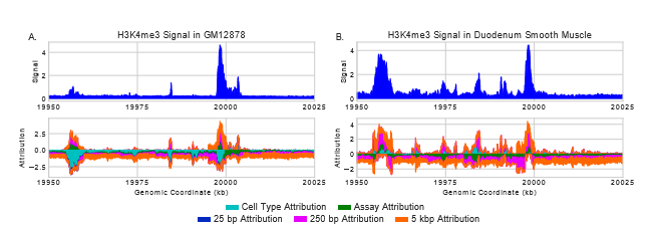 A. H3K4me3 Signal in GM12878
B. H3K4me3 Signal in Duodenum Smooth Muscle
Signal
4
2
0
19950 19975 20000 20025
Signal
4
2
0
19950 19975 20000 20025
Attribution
2.5
0.0
−2.5
19950 19975 20000 20025
Genomic Coordinate (kb)
Attribution
4
2
0
−2
19950 19975 20000 20025
Genomic Coordinate (kb)
Cell Type Attribution Assay Attribution
25 bp Attribution 250 bp Attribution 5 kbp Attribution